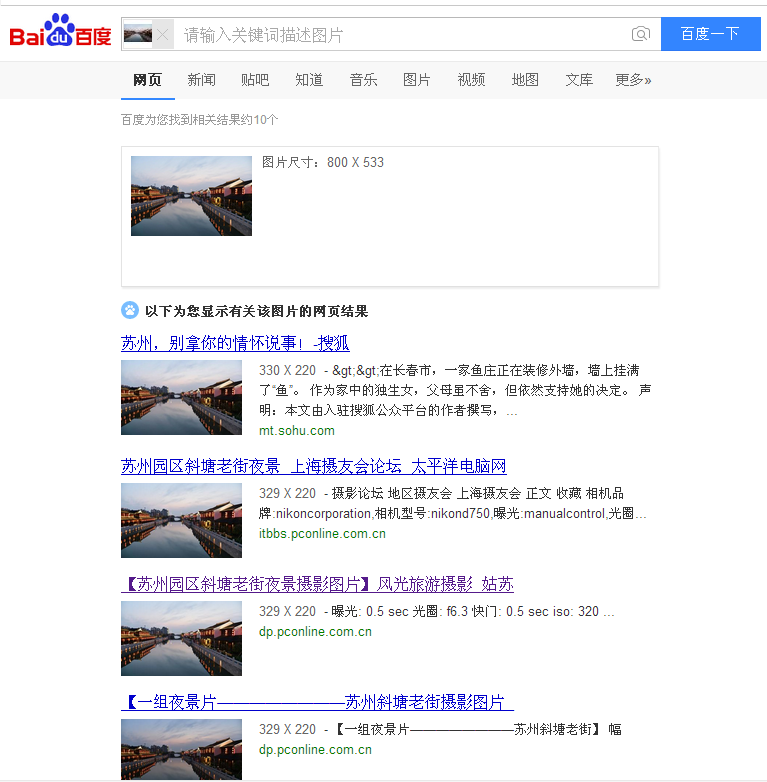 Bai du 百度
请输入关键词描述图片
百度一下
网页 新闻 贴吧 知道 音乐 图片 视频 地图 文库 更多»
百度为您找到相关结果约10个
图片尺寸：800 X 533
以下为您显示有关该图片的网页结果
苏州，别拿你的情怀说事！-搜狐
330 X 220 - &gt;&gt;在长春市，一家鱼庄正在装修外墙，墙上挂满
了“鱼”。 作为家中的独生女，父母虽不舍，但依然支持她的决定。 声
明：本文由入驻搜狐公众平台的作者撰写，...
mt.sohu.com
苏州园区斜塘老街夜景_上海摄友会论坛_太平洋电脑网
329 X 220 - 摄影论坛 地区摄友会 上海摄友会 正文 收藏 相机品
牌:nikoncorporation,相机型号:nikond750,曝光:manualcontrol,光圈...
itbbs.pconline.com.cn
【苏州园区斜塘老街夜景摄影图片】风光旅游摄影_姑苏
329 X 220 - 曝光: 0.5 sec 光圈: f6.3 快门: 0.5 sec iso: 320 ...
dp.pconline.com.cn
【一组夜景片————————苏州斜塘老街摄影图片_
329 X 220 - 【一组夜景片————————苏州斜塘老街】 幅
dp.pconline.com.cn